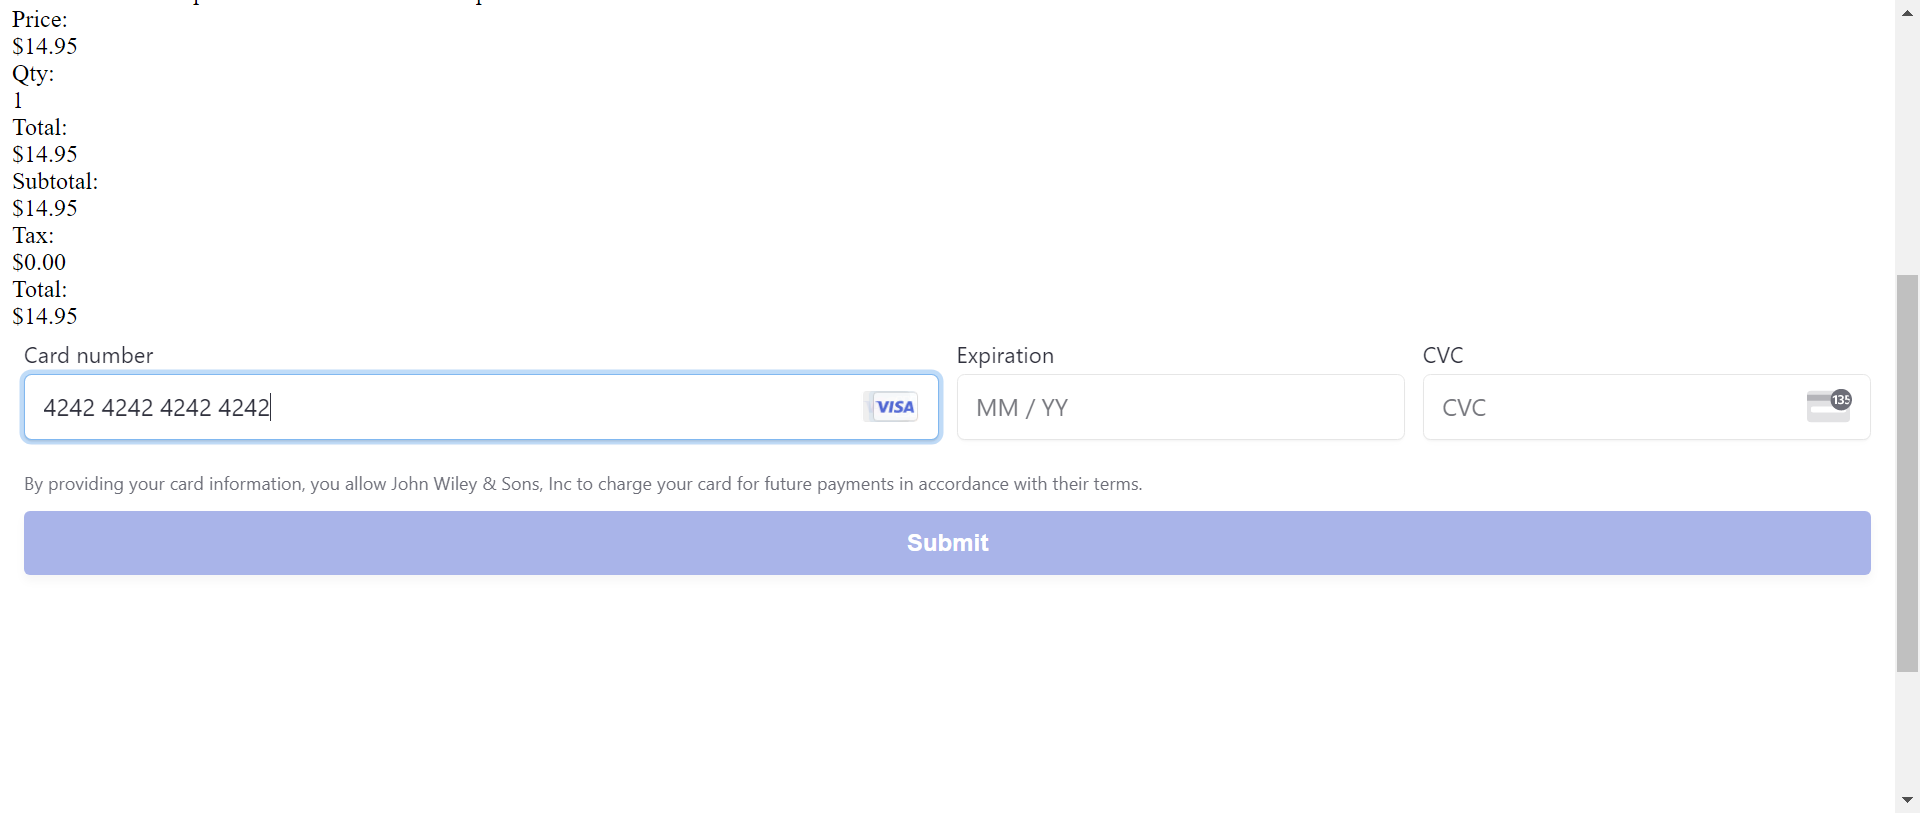 Price:
$14.95
Qty:
1
Total:
$14.95
Subtotal:
$14.95
Tax:
$0.00
Total:
$14.95
Card number Expiration CVC
4242 4242 4242 4242 VISA MM / YY CVC 135
By providing your card information, you allow John Wiley & Sons, Inc to charge your card for future payments in accordance with their terms.
Submit